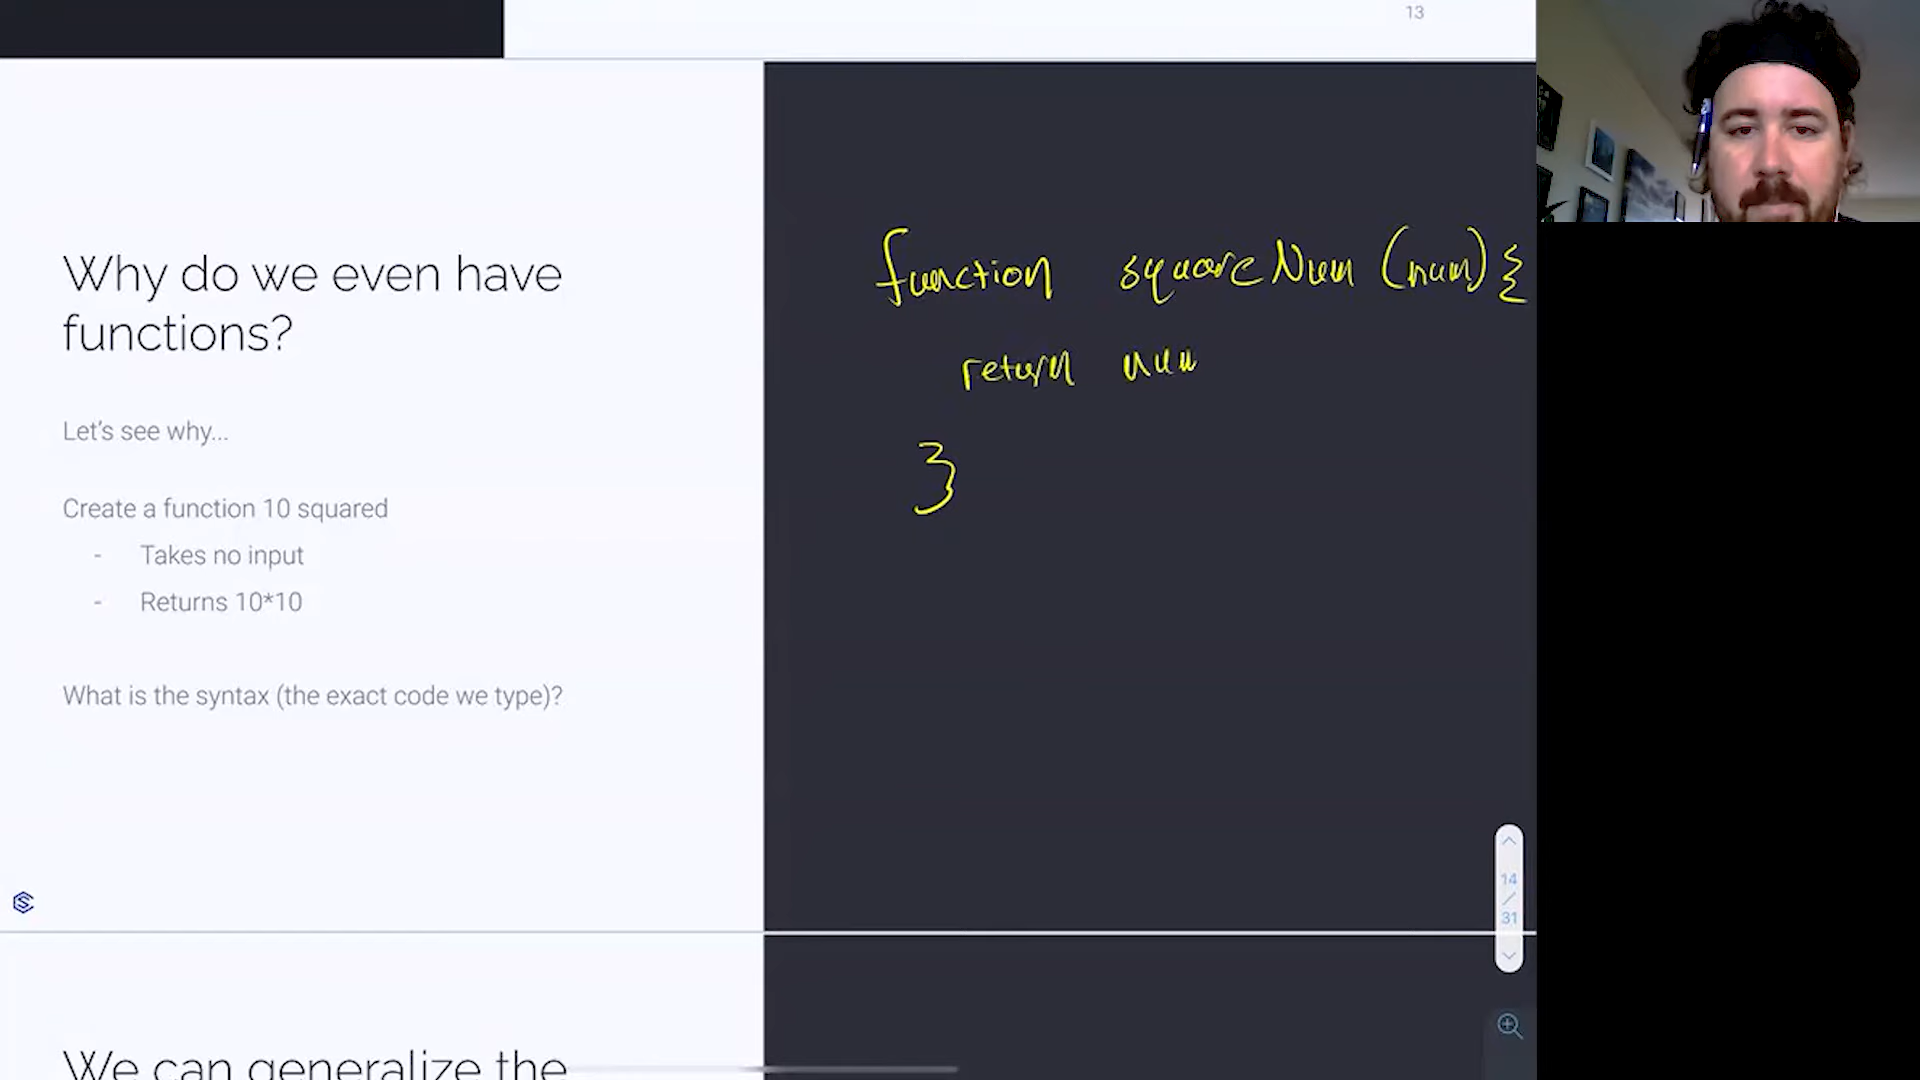 13
Why do we even have
functions?
Let's see why...
Create a function 10 squared
- Takes no input
- Returns 10*10
What is the syntax (the exact code we type)?
function squareNum (num) {
return num
}
14
/
31
We can generalize the